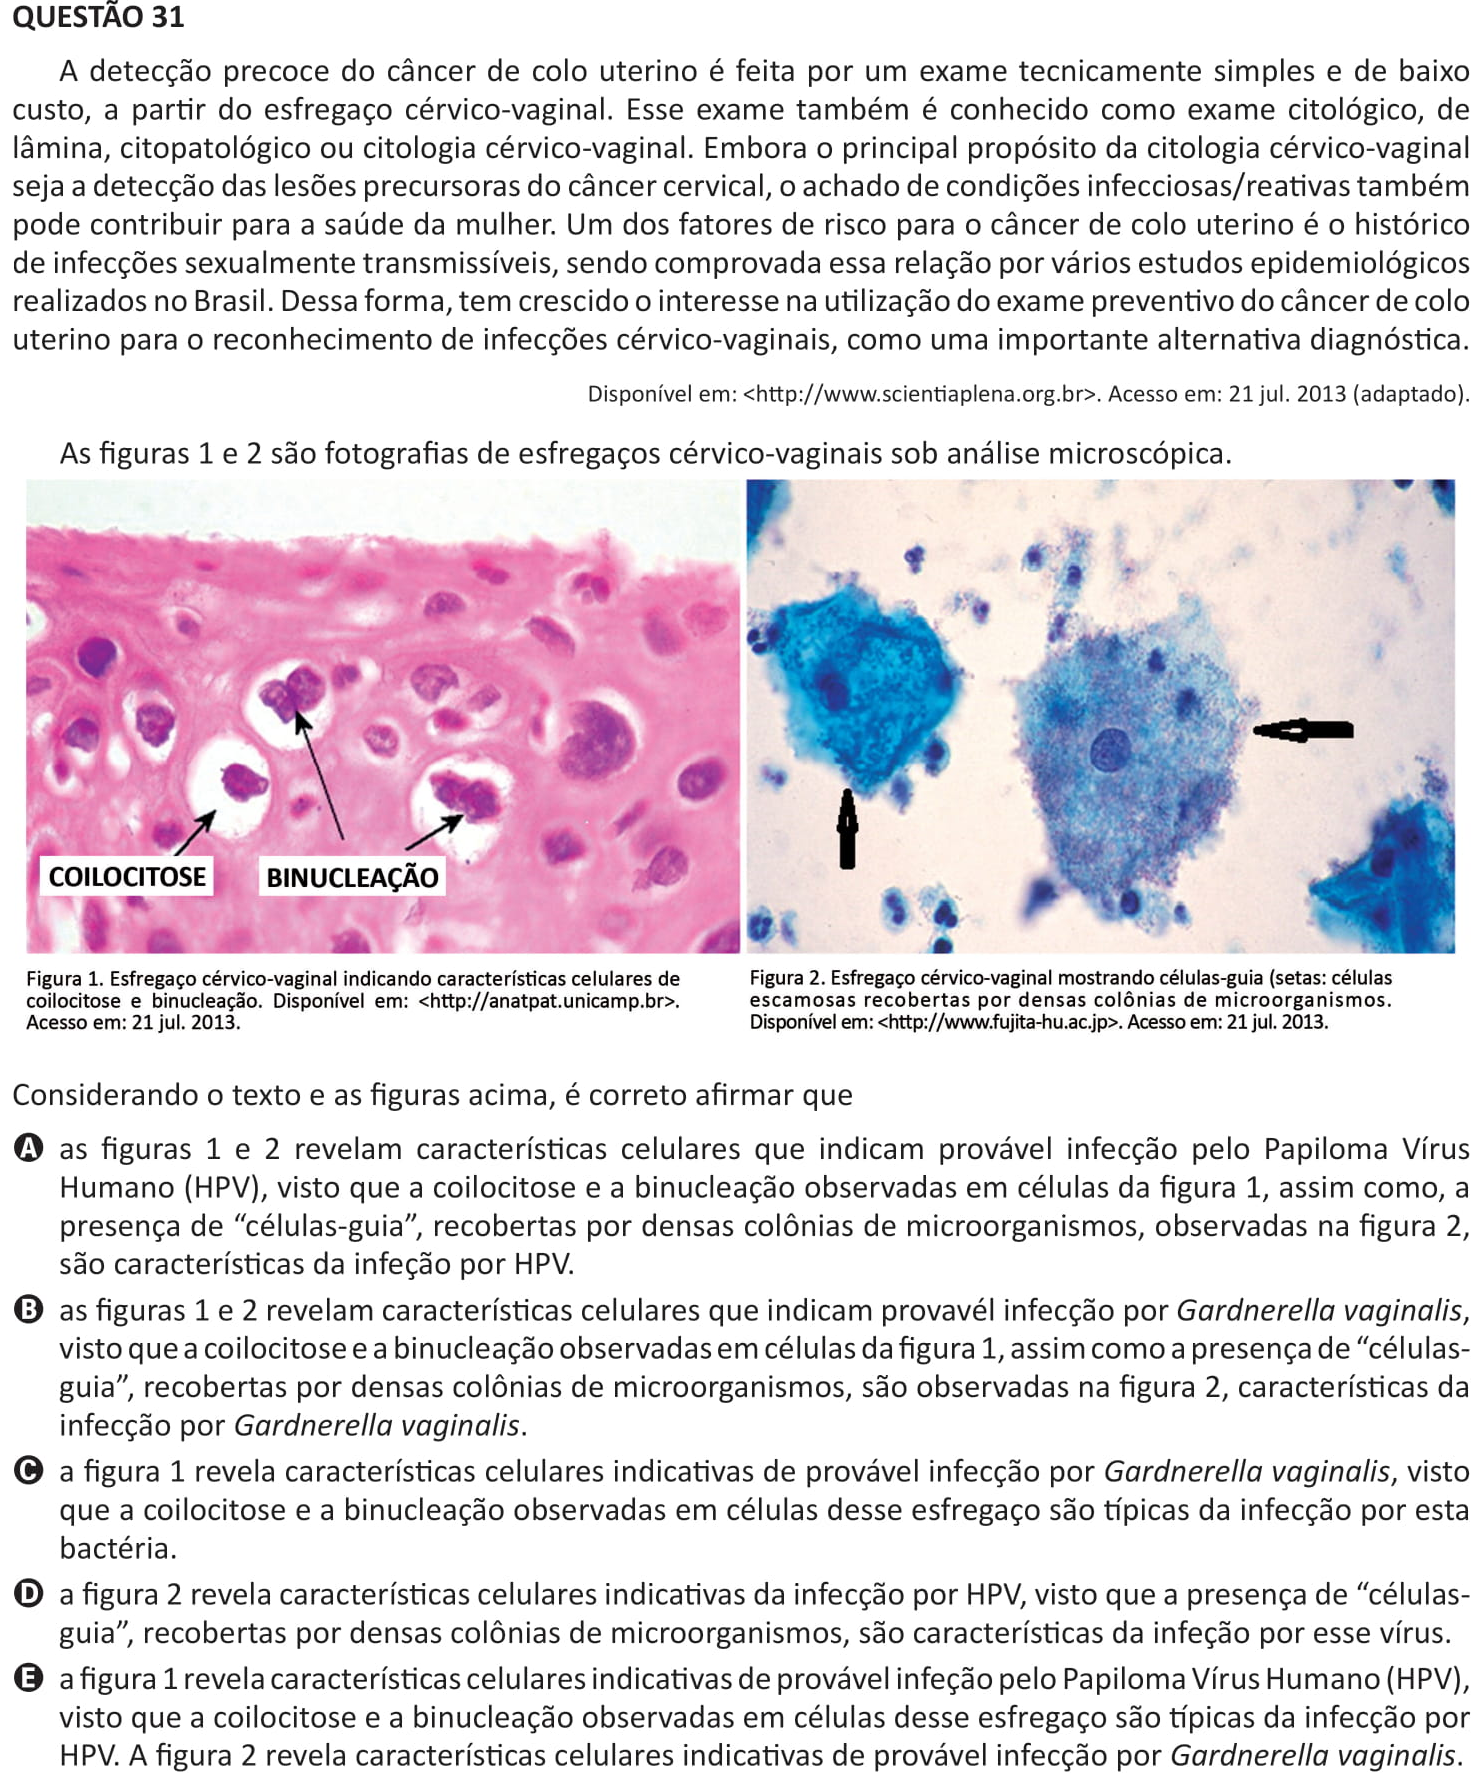 QUESTÃO 31
A detecção precoce do câncer de colo uterino é feita por um exame tecnicamente simples e de baixo
custo, a partir do esfregaço cérvico-vaginal. Esse exame também é conhecido como exame citológico, de
lâmina, citopatológico ou citologia cérvico-vaginal. Embora o principal propósito da citologia cérvico-vaginal
seja a detecção das lesões precursoras do câncer cervical, o achado de condições infecciosas/reativas também
pode contribuir para a saúde da mulher. Um dos fatores de risco para o câncer de colo uterino é o histórico
de infecções sexualmente transmissíveis, sendo comprovada essa relação por vários estudos epidemiológicos
realizados no Brasil. Dessa forma, tem crescido o interesse na utilização do exame preventivo do câncer de colo
uterino para o reconhecimento de infecções cérvico-vaginais, como uma importante alternativa diagnóstica.
Disponível em: <http://www.scientiaplena.org.br>. Acesso em: 21 jul. 2013 (adaptado).
As figuras 1 e 2 são fotografias de esfregaços cérvico-vaginais sob análise microscópica.
COILOCITOSE
BINUCLEAÇÃO
Figura 1. Esfregaço cérvico-vaginal indicando características celulares de
coilocitose e binucleação. Disponível em: <http://anatpat.unicamp.br>.
Acesso em: 21 jul. 2013.
Figura 2. Esfregaço cérvico-vaginal mostrando células-guia (setas: células
escamosas recobertas por densas colônias de microorganismos.
Disponível em: <http://www.fujita-hu.ac.jp>. Acesso em: 21 jul. 2013.
Considerando o texto e as figuras acima, é correto afirmar que
A as figuras 1 e 2 revelam características celulares que indicam provável infecção pelo Papiloma Vírus
Humano (HPV), visto que a coilocitose e a binucleação observadas em células da figura 1, assim como, a
presença de “células-guia”, recobertas por densas colônias de microorganismos, observadas na figura 2,
são características da infeção por HPV.
B as figuras 1 e 2 revelam características celulares que indicam provavél infecção por Gardnerella vaginalis,
visto que a coilocitose e a binucleação observadas em células da figura 1, assim como a presença de “células-
guia”, recobertas por densas colônias de microorganismos, são observadas na figura 2, características da
infecção por Gardnerella vaginalis.
C a figura 1 revela características celulares indicativas de provável infecção por Gardnerella vaginalis, visto
que a coilocitose e a binucleação observadas em células desse esfregaço são típicas da infecção por esta
bactéria.
D a figura 2 revela características celulares indicativas da infecção por HPV, visto que a presença de “células-
guia”, recobertas por densas colônias de microorganismos, são características da infeção por esse vírus.
E a figura 1 revela características celulares indicativas de provável infeção pelo Papiloma Vírus Humano (HPV),
visto que a coilocitose e a binucleação observadas em células desse esfregaço são típicas da infecção por
HPV. A figura 2 revela características celulares indicativas de provável infecção por Gardnerella vaginalis.